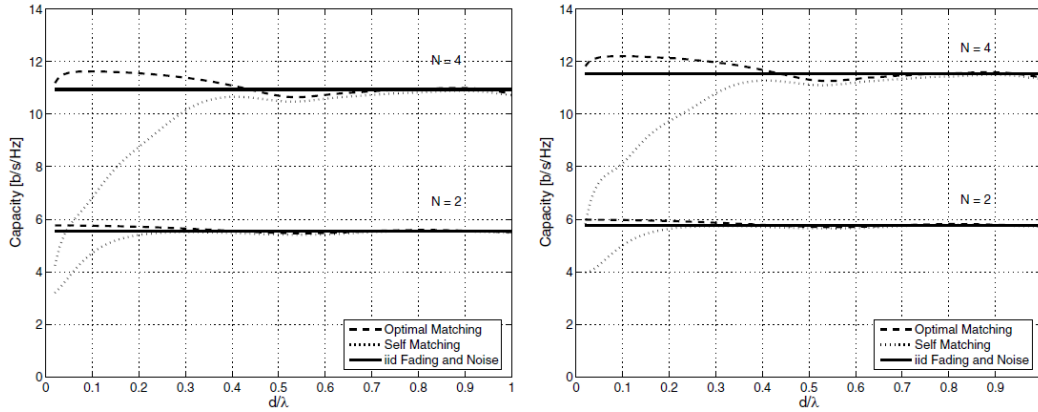 14
12
10
8
6
4
2
0
Capacity [b/s/Hz]
N = 4
N = 2
Optimal Matching
Self Matching
iid Fading and Noise
0.1 0.2 0.3 0.4 0.5 0.6 0.7 0.8 0.9 1
d/λ
14
12
10
8
6
4
2
0
Capacity [b/s/Hz]
N = 4
N = 2
Optimal Matching
Self Matching
iid Fading and Noise
0.1 0.2 0.3 0.4 0.5 0.6 0.7 0.8 0.9
d/λ